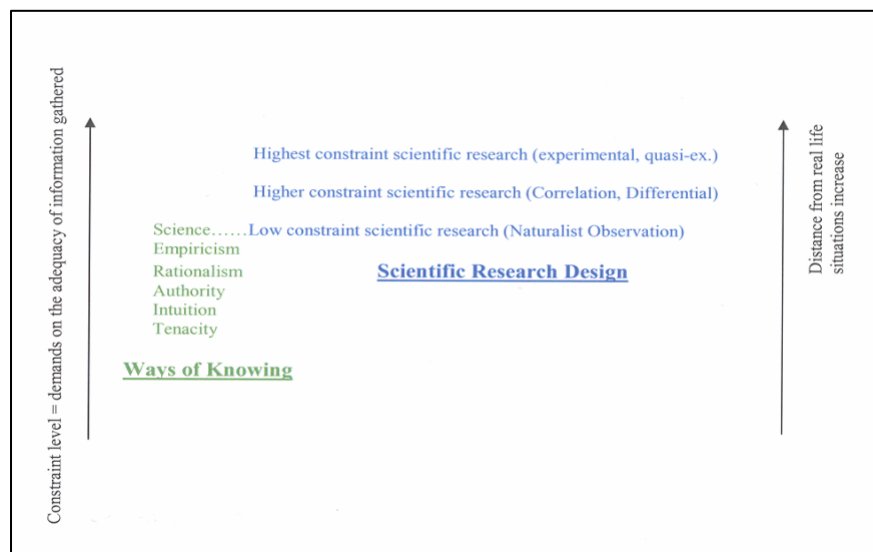 Constraint level = demands on the adequacy of information gathered
Highest constraint scientific research (experimental, quasi-ex.)
Higher constraint scientific research (Correlation, Differential)
Science......Low constraint scientific research (Naturalist Observation)
Empiricism
Rationalism
Authority
Intuition
Tenacity
Scientific Research Design
Ways of Knowing
Distance from real life
situations increase